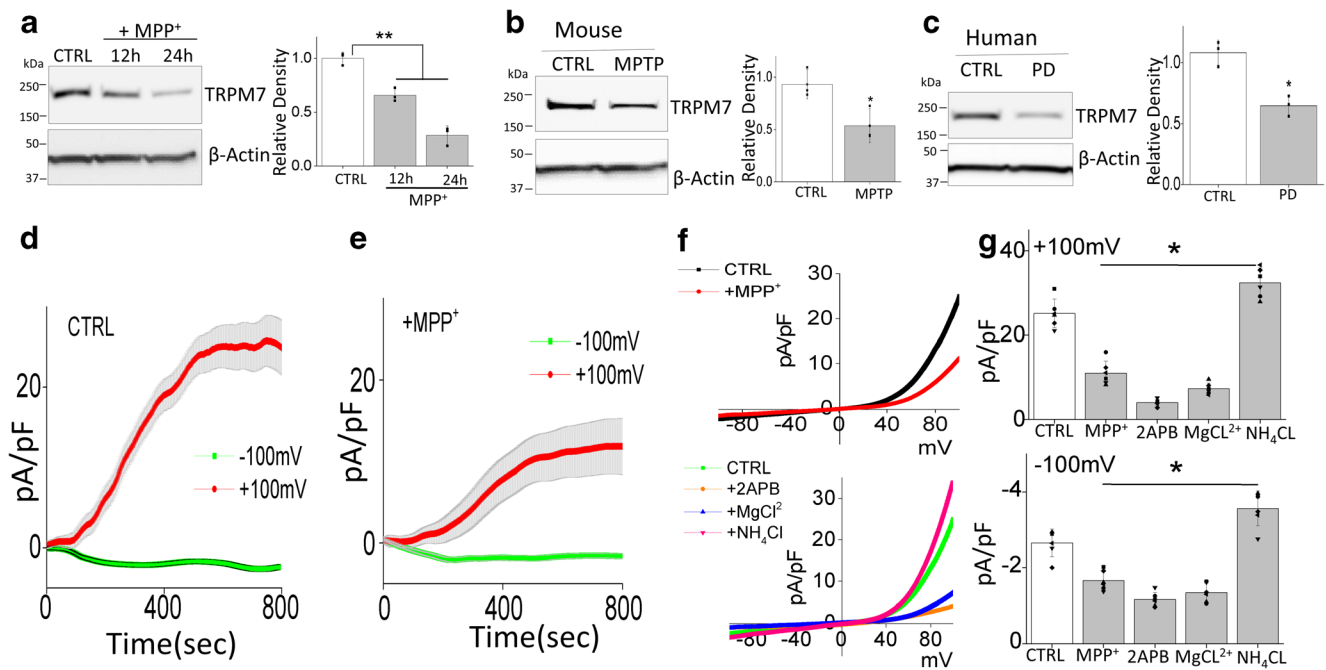 a
+ MPP⁺
CTRL 12h 24h
kDa
250
150
TRPM7
50
37
β-Actin
Relative Density
1.0
0.5
0.0
**
CTRL 12h 24h
MPP⁺
b
Mouse
CTRL MPTP
kDa
250
150
TRPM7
50
37
β-Actin
Relative Density
1.0
0.5
0.0
*
CTRL MPTP
c
Human
CTRL PD
kDa
250
150
TRPM7
50
37
β-Actin
Relative Density
1.0
0.5
0.0
*
CTRL PD
d
CTRL
pA/pF
20
0
-100mV
+100mV
0 400 800
Time(sec)
e
+MPP⁺
pA/pF
20
0
-100mV
+100mV
0 400 800
Time(sec)
f
CTRL
+MPP⁺
pA/pF
30
20
10
0
-80 -40 0 40 80
mV
CTRL
+2APB
+MgCl²
+NH₄Cl
pA/pF
30
20
10
0
-80 -40 0 40 80
mV
g
+100mV
*
pA/pF
40
20
0
CTRL MPP⁺ 2APB MgCL²⁺ NH₄CL
-100mV
*
pA/pF
-4
-2
0
CTRL MPP⁺ 2APB MgCL²⁺ NH₄CL